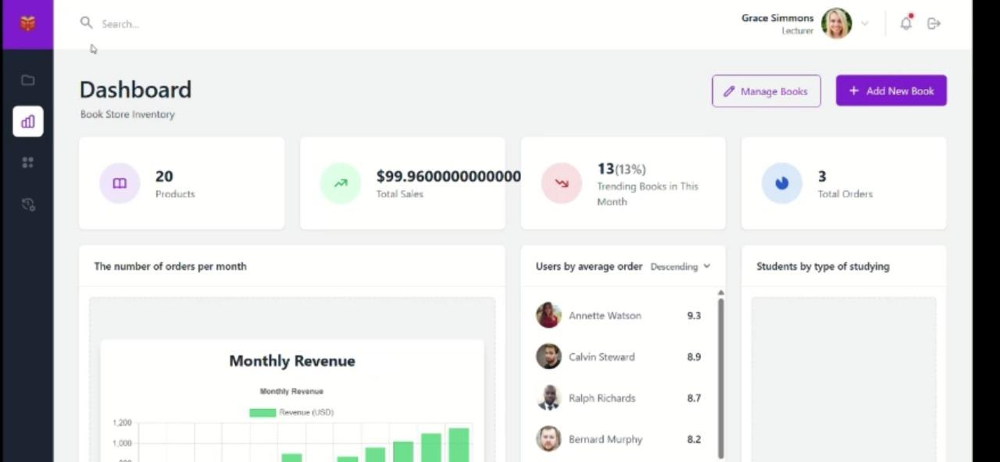 Search...
Grace Simmons
Lecturer
Dashboard
Book Store Inventory
Manage Books
+ Add New Book
20
Products
$99.9600000000000
Total Sales
13(13%)
Trending Books in This
Month
3
Total Orders
The number of orders per month
Users by average order Descending
Students by type of studying
Monthly Revenue
Monthly Revenue
Revenue (USD)
1,200
1,000
Annette Watson 9.3
Calvin Steward 8.9
Ralph Richards 8.7
Bernard Murphy 8.2